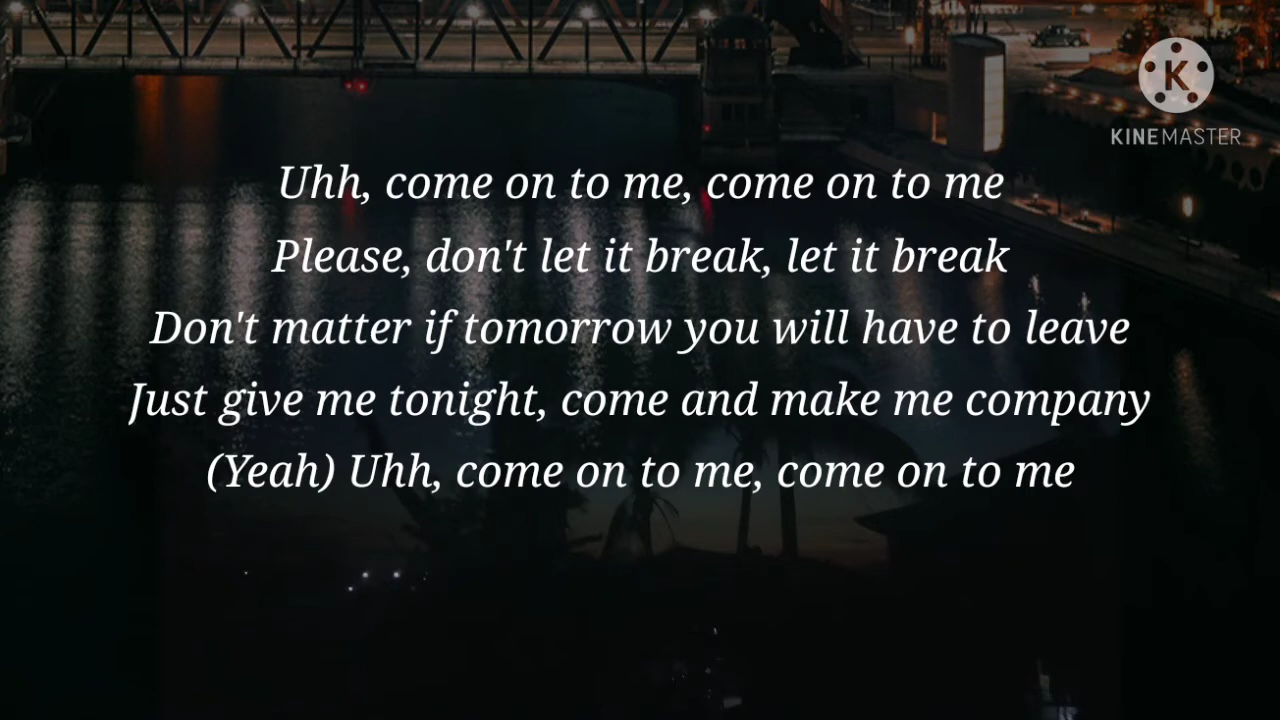 K
KINEMASTER
Uhh, come on to me, come on to me
Please, don't let it break, let it break
Don't matter if tomorrow you will have to leave
Just give me tonight, come and make me company
(Yeah) Uhh, come on to me, come on to me